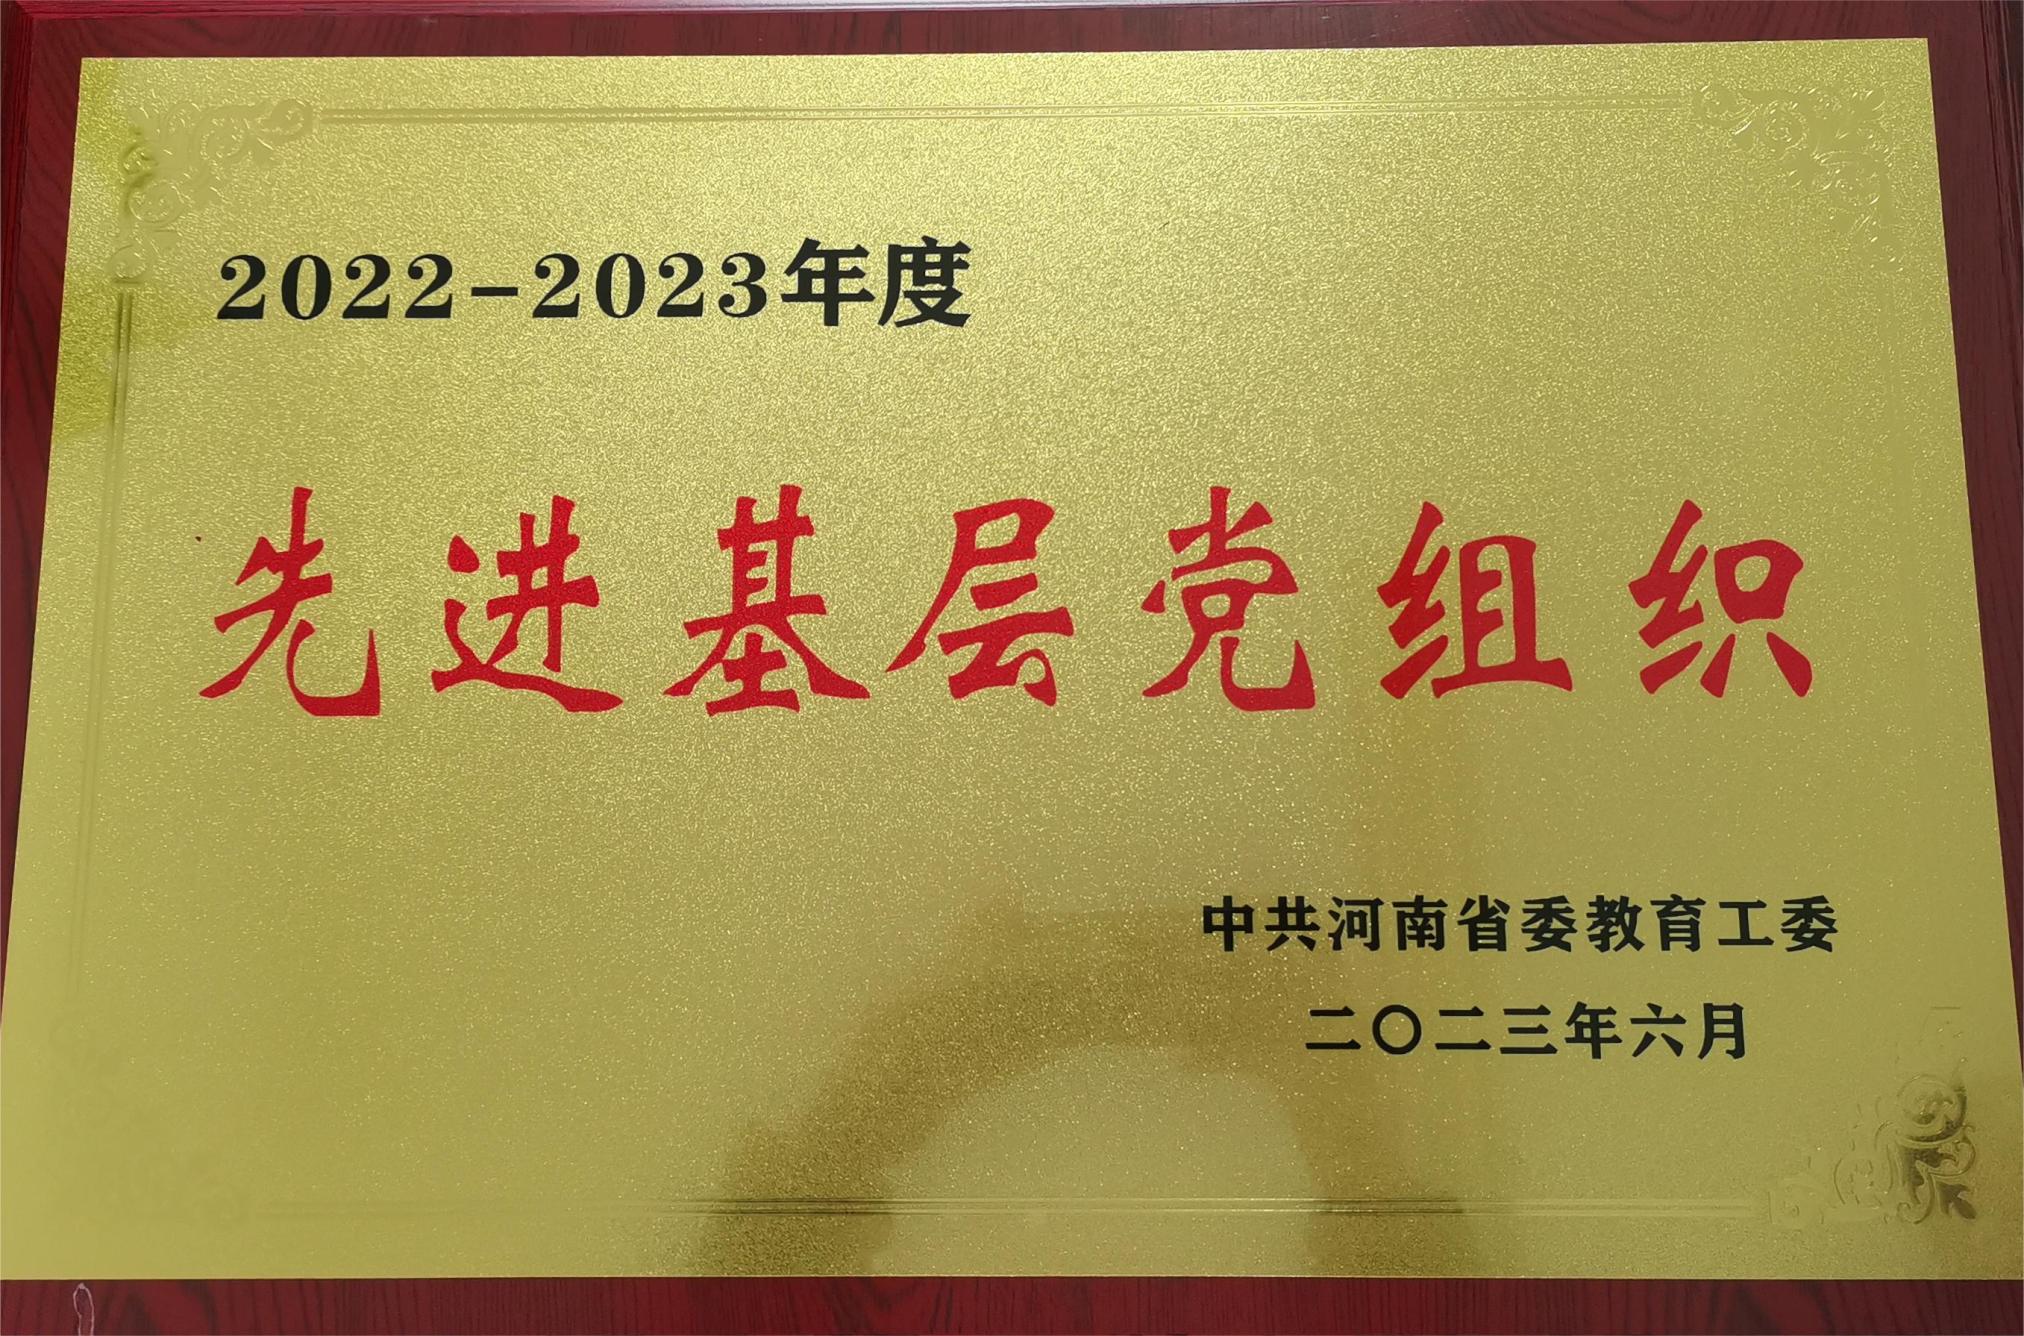 2022-2023年度
先进基层党组织
中共河南省委教育工委
二〇二三年六月